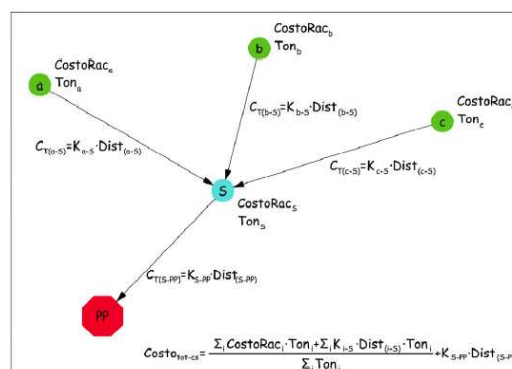 CostoRac_b
b Ton_b
CostoRac_a
a Ton_a
CostoRac
c Ton_c
C_T(b-S)=K_b-S·Dist_(b-S)
C_T(a-S)=K_a-S·Dist_(a-S)
C_T(c-S)=K_c-S·Dist_(c-S)
S
CostoRac_S
Ton_S
C_T(S-PP)=K_S-PP·Dist_(S-PP)
PP
Costo_tot-cs= Σ_i CostoRac_i·Ton_i+Σ_i K_i-S·Dist_(i-S)·Ton_i +K_S-PP·Dist_(S-P
Σ_i Ton_i